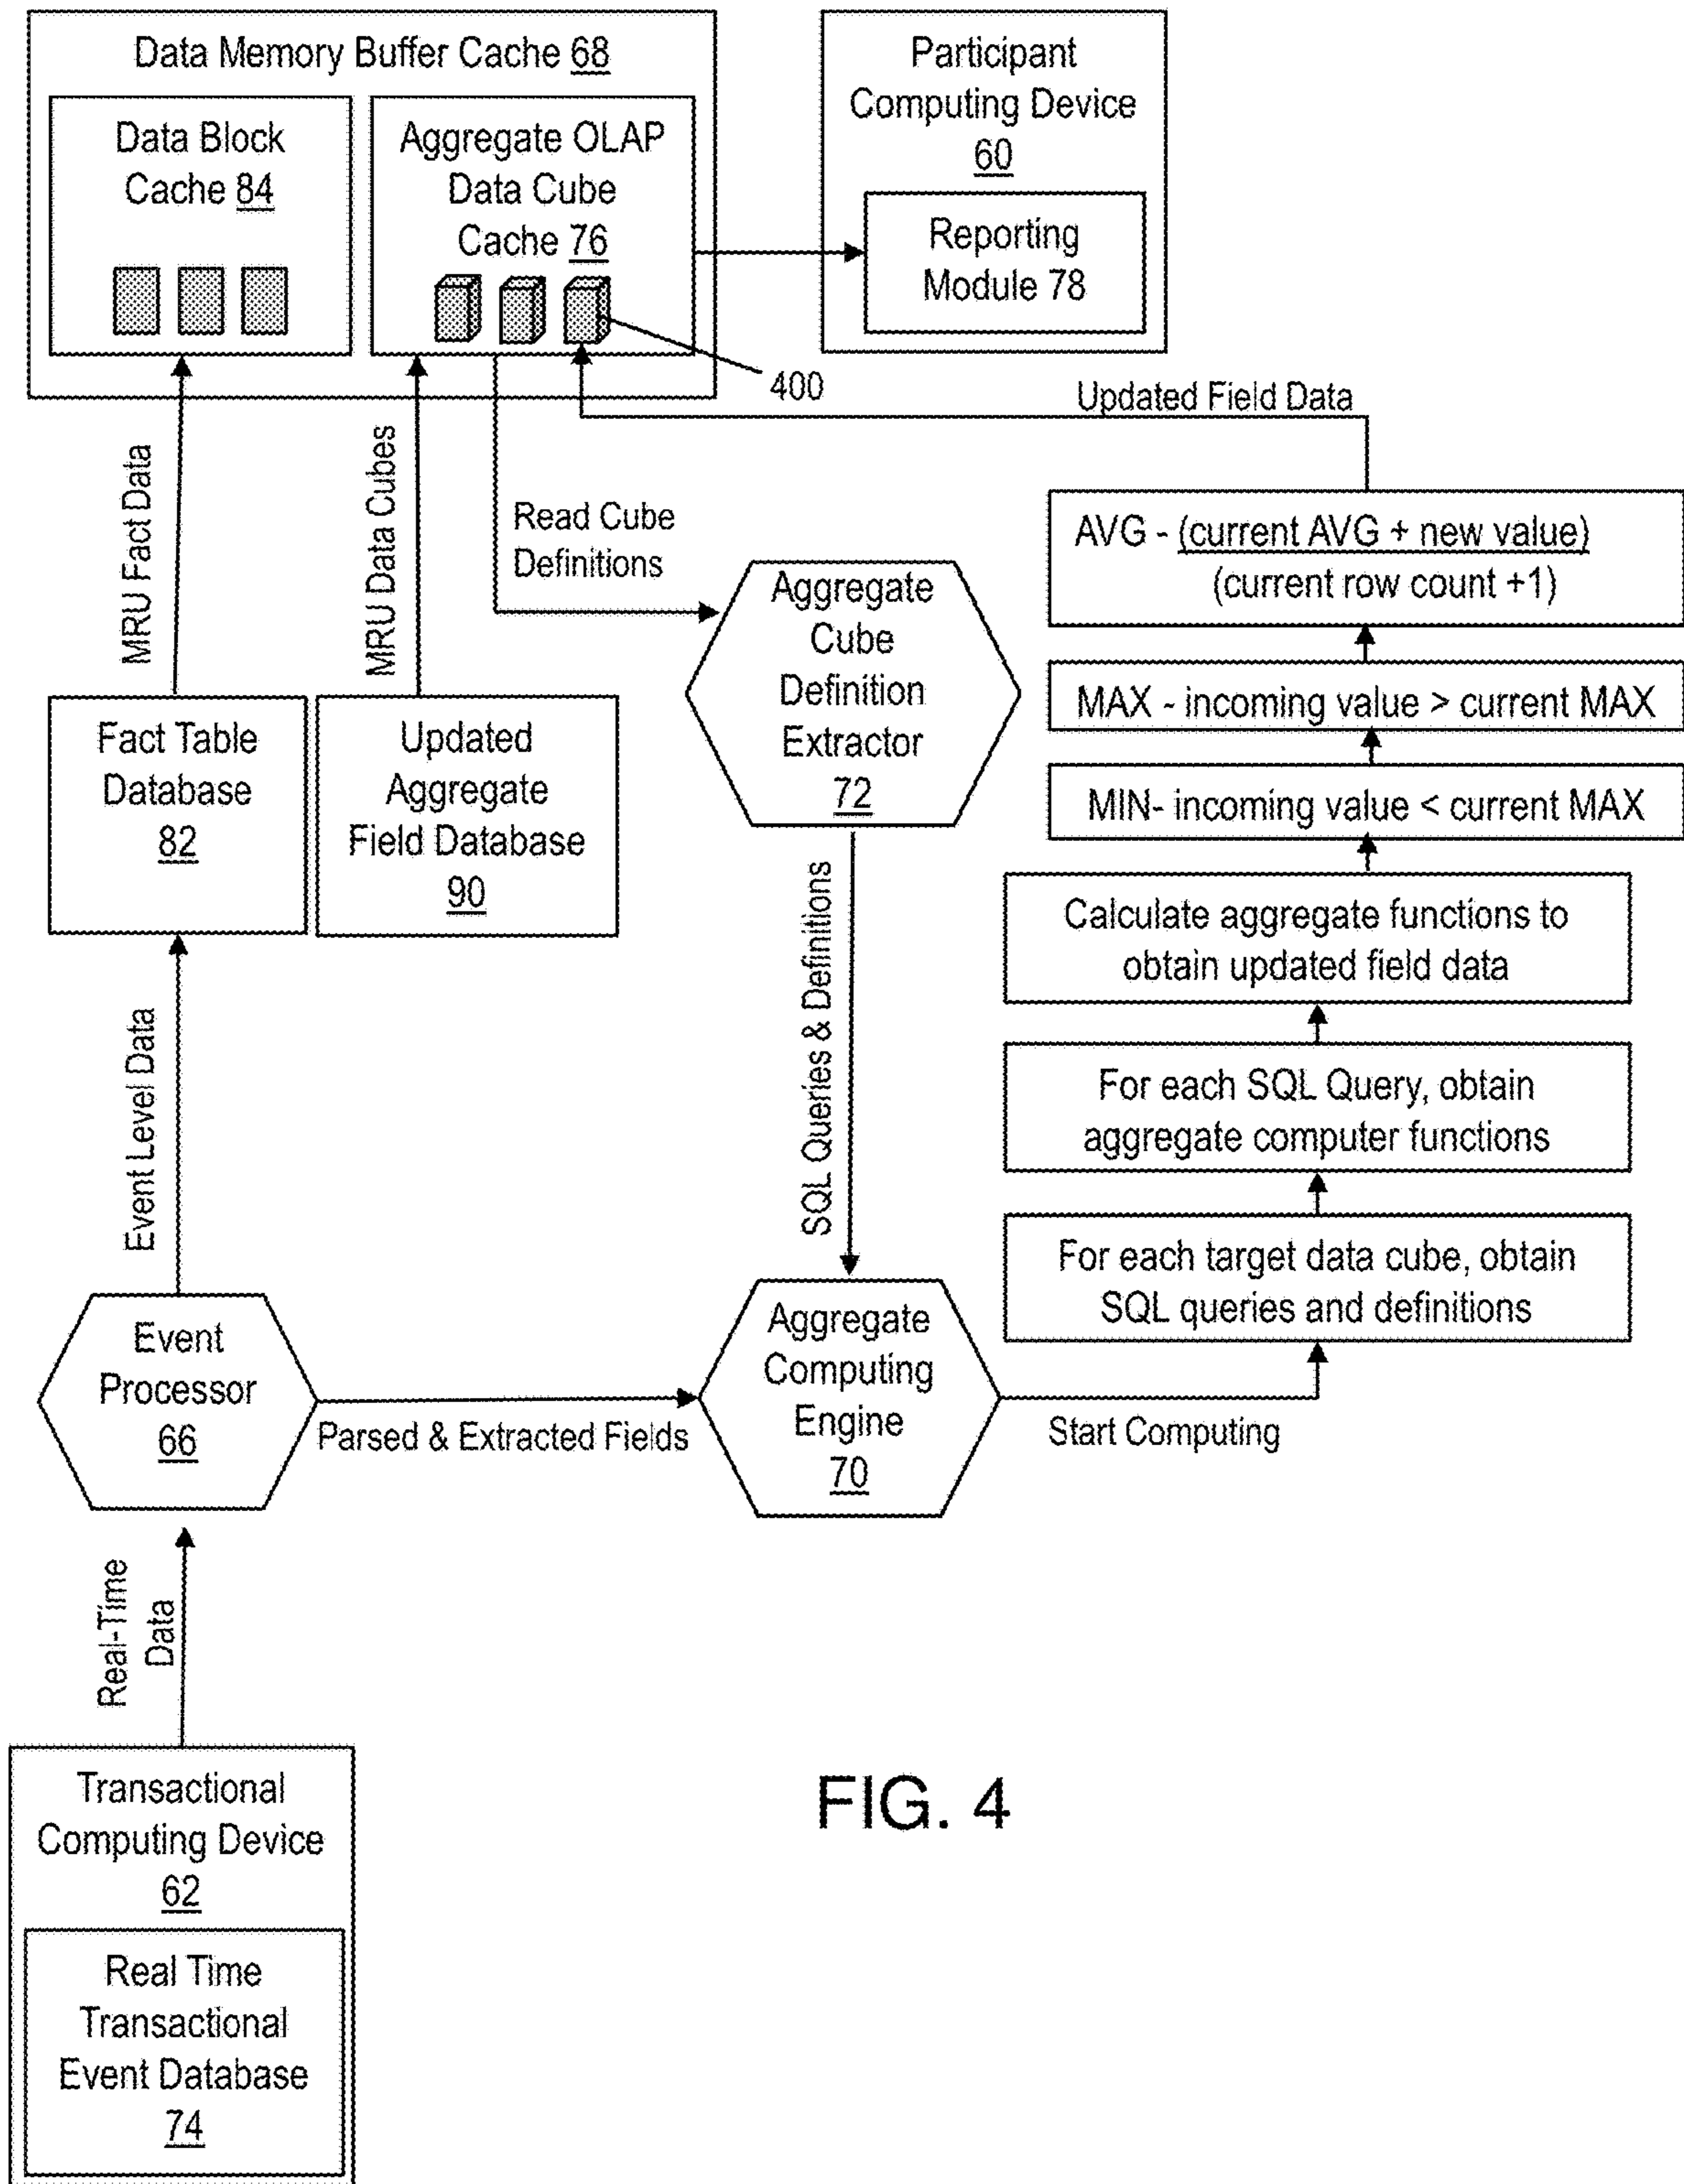 Data Memory Buffer Cache 68
Data Block
Cache 84
Aggregate OLAP
Data Cube
Cache 76
Participant
Computing Device
60
Reporting
Module 78
400
Updated Field Data
MRU Fact Data
MRU Data Cubes
Read Cube
Definitions
AVG - (current AVG + new value)
(current row count +1)
MAX - incoming value > current MAX
MIN- incoming value < current MAX
Aggregate
Cube
Definition
Extractor
72
Fact Table
Database
82
Updated
Aggregate
Field Database
90
Calculate aggregate functions to
obtain updated field data
For each SQL Query, obtain
aggregate computer functions
For each target data cube, obtain
SQL queries and definitions
Event Level Data
SQL Queries & Definitions
Event
Processor
66
Parsed & Extracted Fields
Aggregate
Computing
Engine
70
Start Computing
Real-Time
Data
Transactional
Computing Device
62
Real Time
Transactional
Event Database
74
FIG. 4